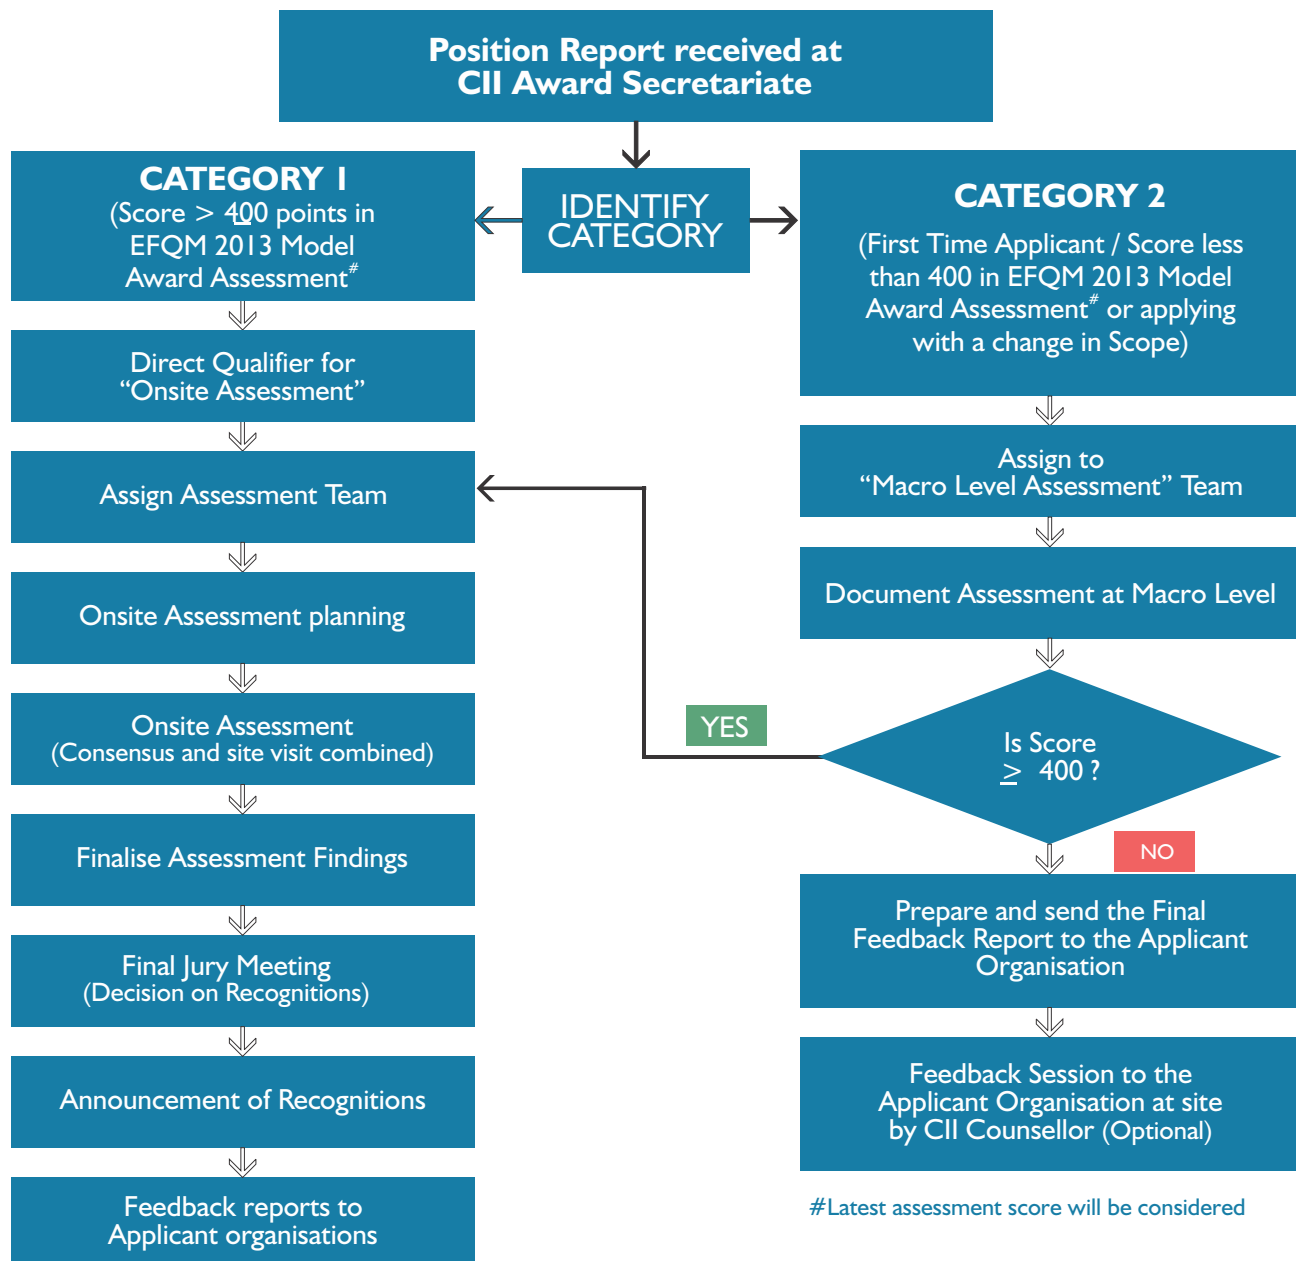 Position Report received at
CII Award Secretariate
IDENTIFY
CATEGORY
CATEGORY 1
(Score > 400 points in
EFQM 2013 Model
Award Assessment#
Direct Qualifier for
“Onsite Assessment”
Assign Assessment Team
Onsite Assessment planning
Onsite Assessment
(Consensus and site visit combined)
Finalise Assessment Findings
Final Jury Meeting
(Decision on Recognitions)
Announcement of Recognitions
Feedback reports to
Applicant organisations
CATEGORY 2
(First Time Applicant / Score less
than 400 in EFQM 2013 Model
Award Assessment# or applying
with a change in Scope)
Assign to
“Macro Level Assessment” Team
Document Assessment at Macro Level
Is Score
≥ 400 ?
YES
NO
Prepare and send the Final
Feedback Report to the Applicant
Organisation
Feedback Session to the
Applicant Organisation at site
by CII Counsellor (Optional)
#Latest assessment score will be considered